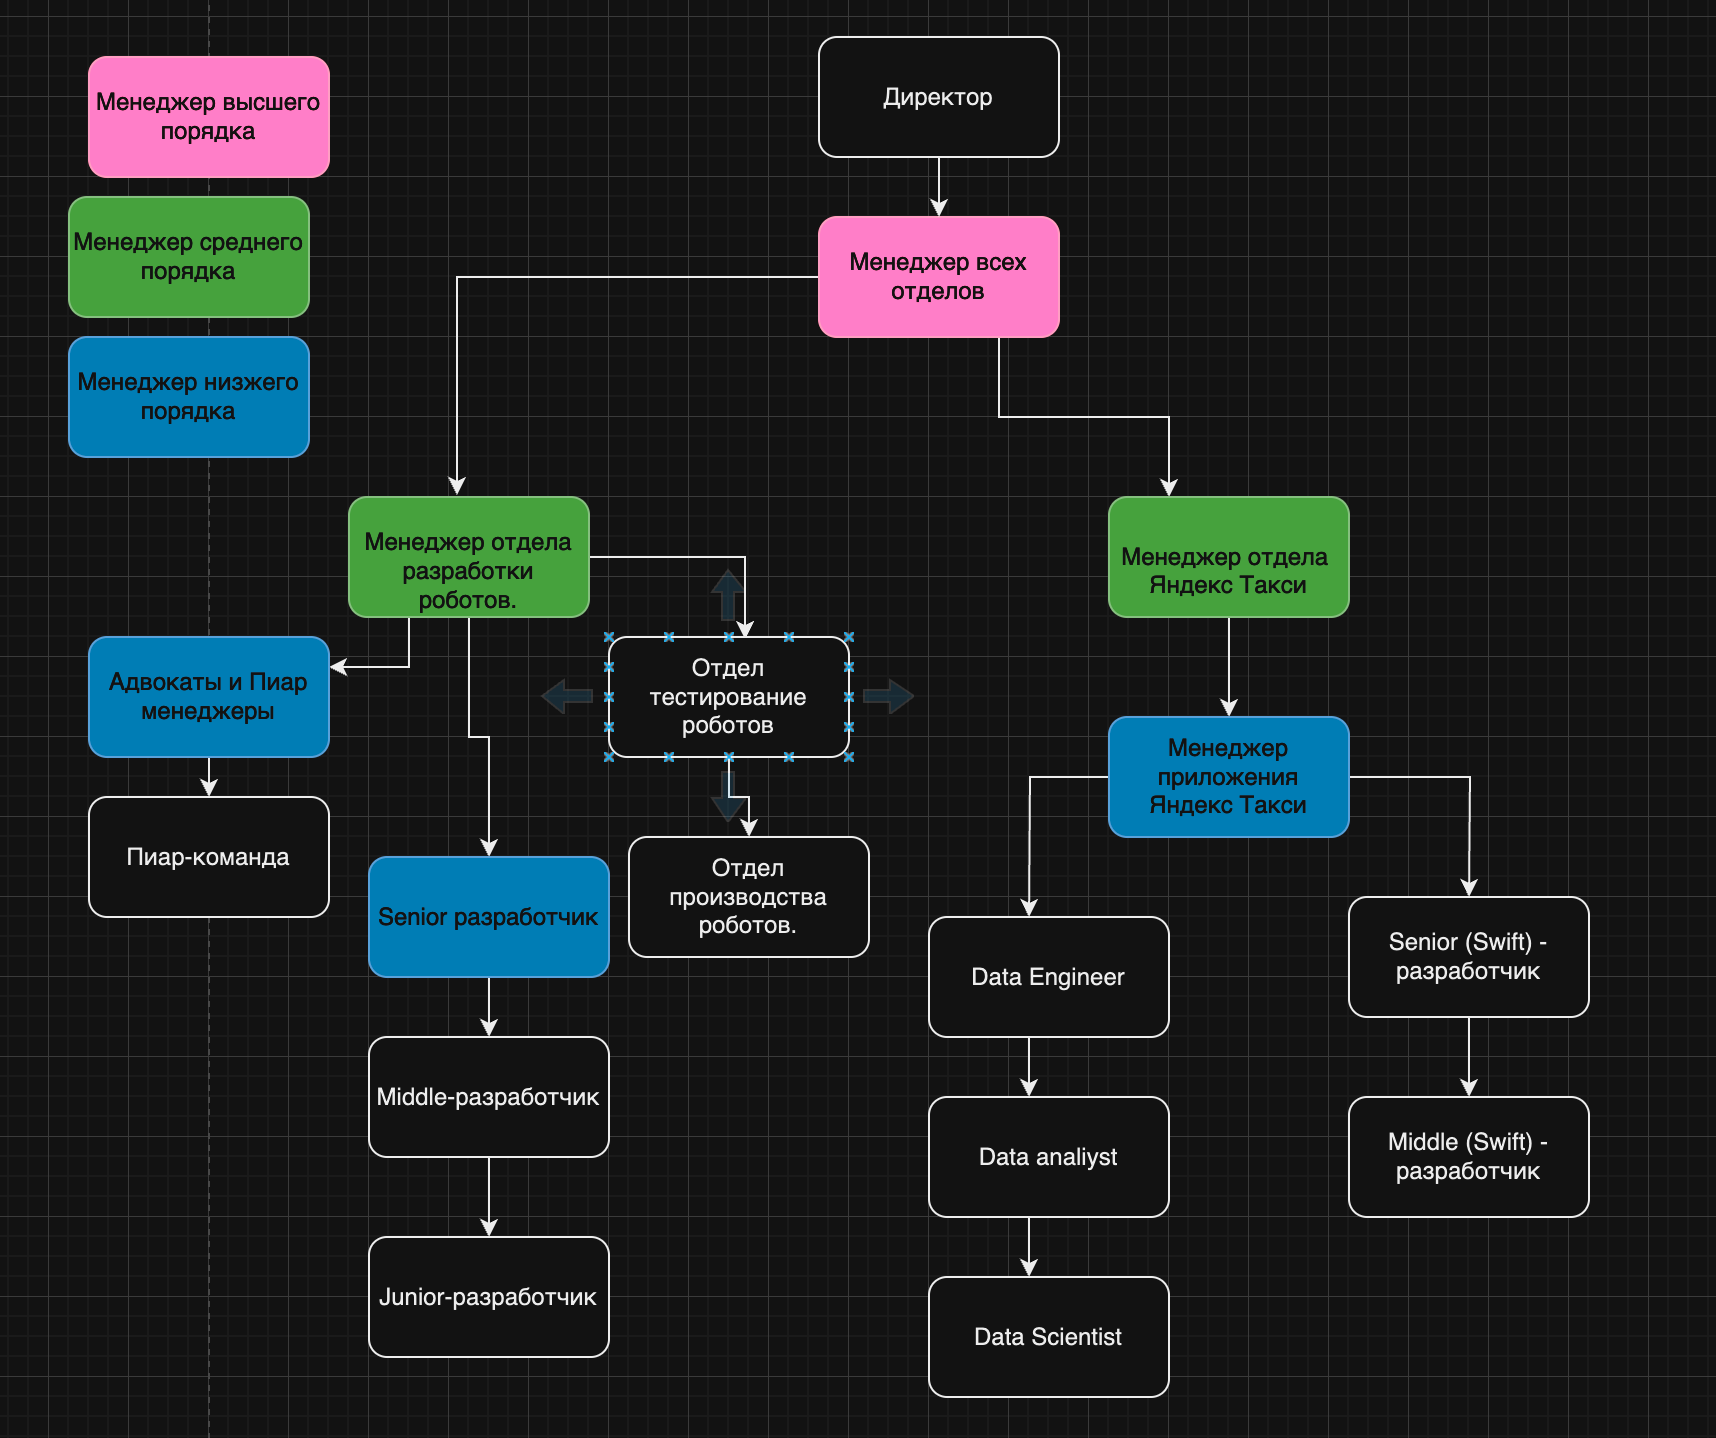 Менеджер высшего
порядка
Менеджер среднего
порядка
Менеджер низжего
порядка
Директор
Менеджер всех
отделов
Менеджер отдела
разработки
роботов.
Менеджер отдела
Яндекс Такси
Адвокаты и Пиар
менеджеры
Отдел
тестирование
роботов
Менеджер
приложения
Яндекс Такси
Пиар-команда
Senior разработчик
Отдел
производства
роботов.
Data Engineer
Senior (Swift) -
разработчик
Middle-разработчик
Data analiyst
Middle (Swift) -
разработчик
Junior-разработчик
Data Scientist